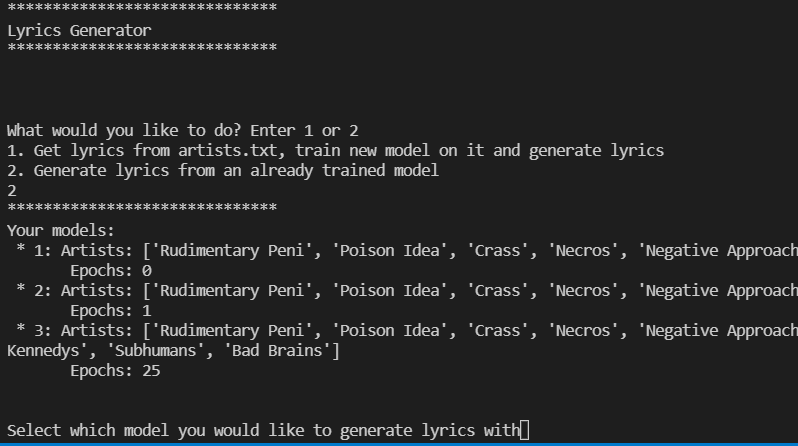 ******************************
Lyrics Generator
******************************
What would you like to do? Enter 1 or 2
1. Get lyrics from artists.txt, train new model on it and generate lyrics
2. Generate lyrics from an already trained model
2
******************************
Your models:
* 1: Artists: ['Rudimentary Peni', 'Poison Idea', 'Crass', 'Necros', 'Negative Approach
Epochs: 0
* 2: Artists: ['Rudimentary Peni', 'Poison Idea', 'Crass', 'Necros', 'Negative Approach
Epochs: 1
* 3: Artists: ['Rudimentary Peni', 'Poison Idea', 'Crass', 'Necros', 'Negative Approach
Kennedys', 'Subhumans', 'Bad Brains']
Epochs: 25
Select which model you would like to generate lyrics with